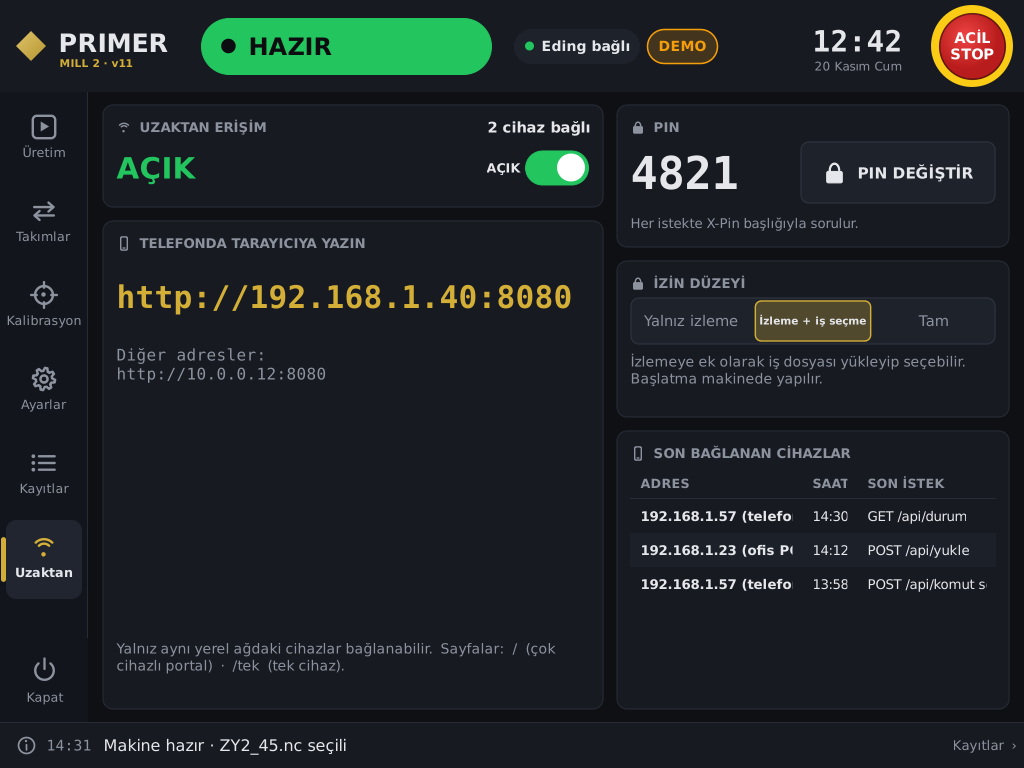 PRIMER
MILL 2 · v11
HAZIR
Eding bağlı
DEMO
12:42
20 Kasım Cum
ACİL
STOP
Üretim
Takımlar
Kalibrasyon
Ayarlar
Kayıtlar
Uzaktan
Kapat
UZAKTAN ERİŞİM
2 cihaz bağlı
AÇIK
AÇIK
TELEFONDA TARAYICIYA YAZIN
http://192.168.1.40:8080
Diğer adresler:
http://10.0.0.12:8080
Yalnız aynı yerel ağdaki cihazlar bağlanabilir. Sayfalar: / (çok
cihazlı portal) · /tek (tek cihaz).
PIN
4821
PIN DEĞİŞTİR
Her istekte X-Pin başlığıyla sorulur.
İZİN DÜZEYİ
Yalnız izleme
İzleme + iş seçme
Tam
İzlemeye ek olarak iş dosyası yükleyip seçebilir.
Başlatma makinede yapılır.
SON BAĞLANAN CİHAZLAR
ADRES SAAT SON İSTEK
192.168.1.57 (telefo 14:30 GET /api/durum
192.168.1.23 (ofis P 14:12 POST /api/yukle
192.168.1.57 (telefo 13:58 POST /api/komut s
14:31 Makine hazır · ZY2_45.nc seçili
Kayıtlar ›